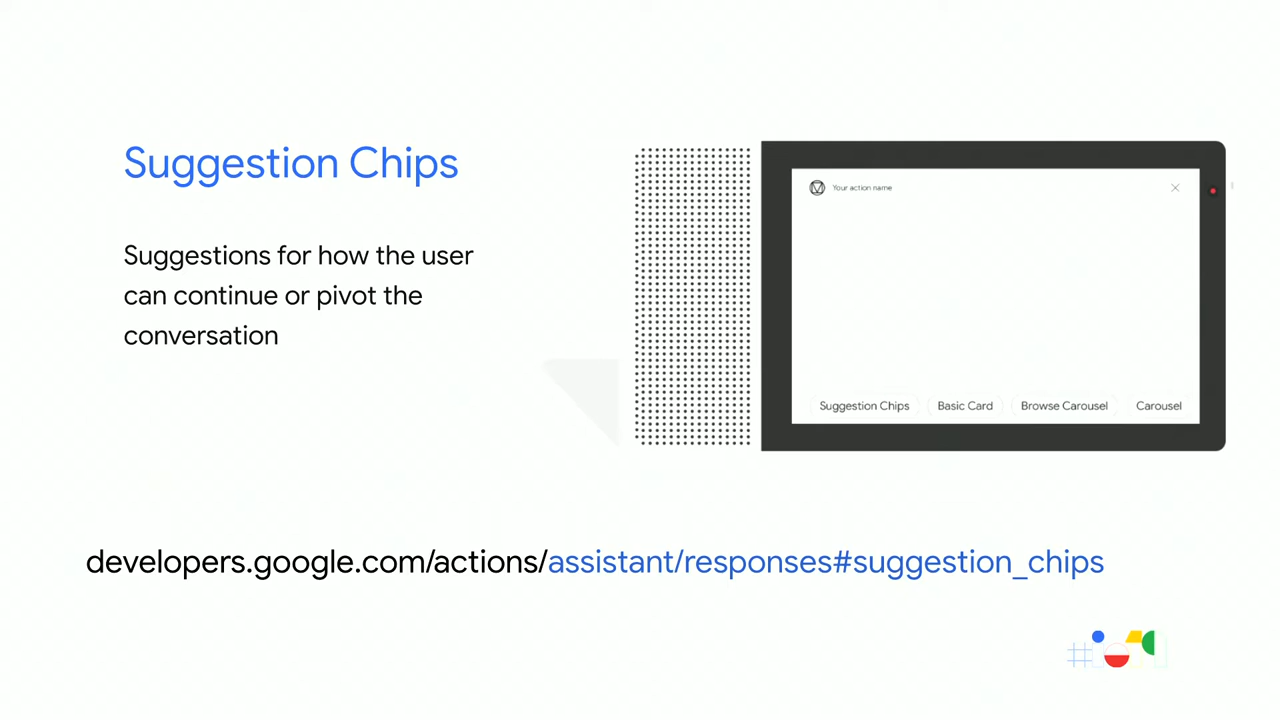 Suggestion Chips
Suggestions for how the user
can continue or pivot the
conversation
Your action name
Suggestion Chips
Basic Card
Browse Carousel
Carousel
developers.google.com/actions/assistant/responses#suggestion_chips
#io19